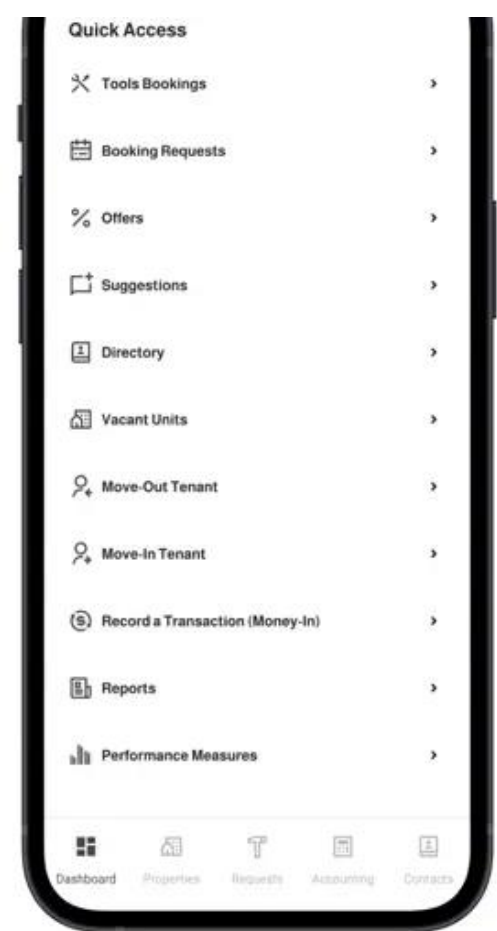 Quick Access
Tools Bookings
Booking Requests
Offers
Suggestions
Directory
Vacant Units
Move-Out Tenant
Move-In Tenant
Record a Transaction (Money-In)
Reports
Performance Measures
Dashboard Properties Requests Accounting Contacts